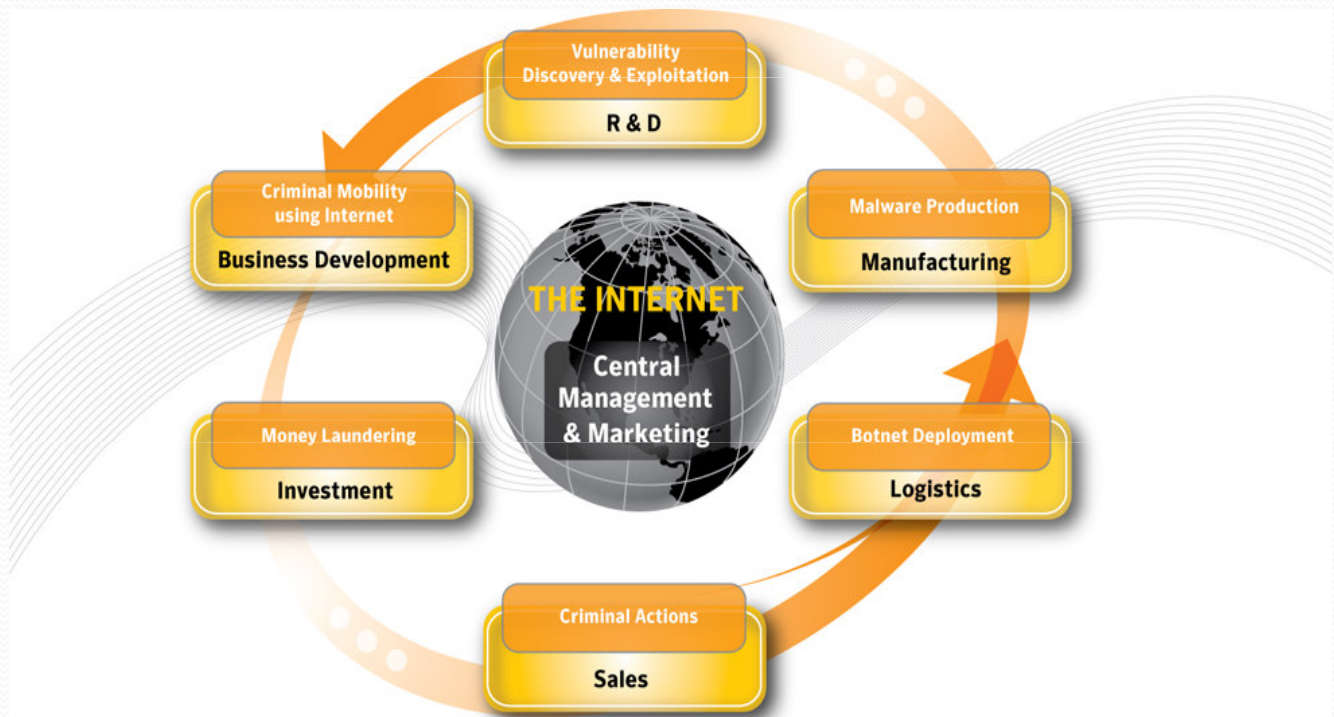 Vulnerability
Discovery & Exploitation
R & D
Criminal Mobility
using Internet
Business Development
Malware Production
Manufacturing
THE INTERNET
Central
Management
& Marketing
Money Laundering
Investment
Botnet Deployment
Logistics
Criminal Actions
Sales